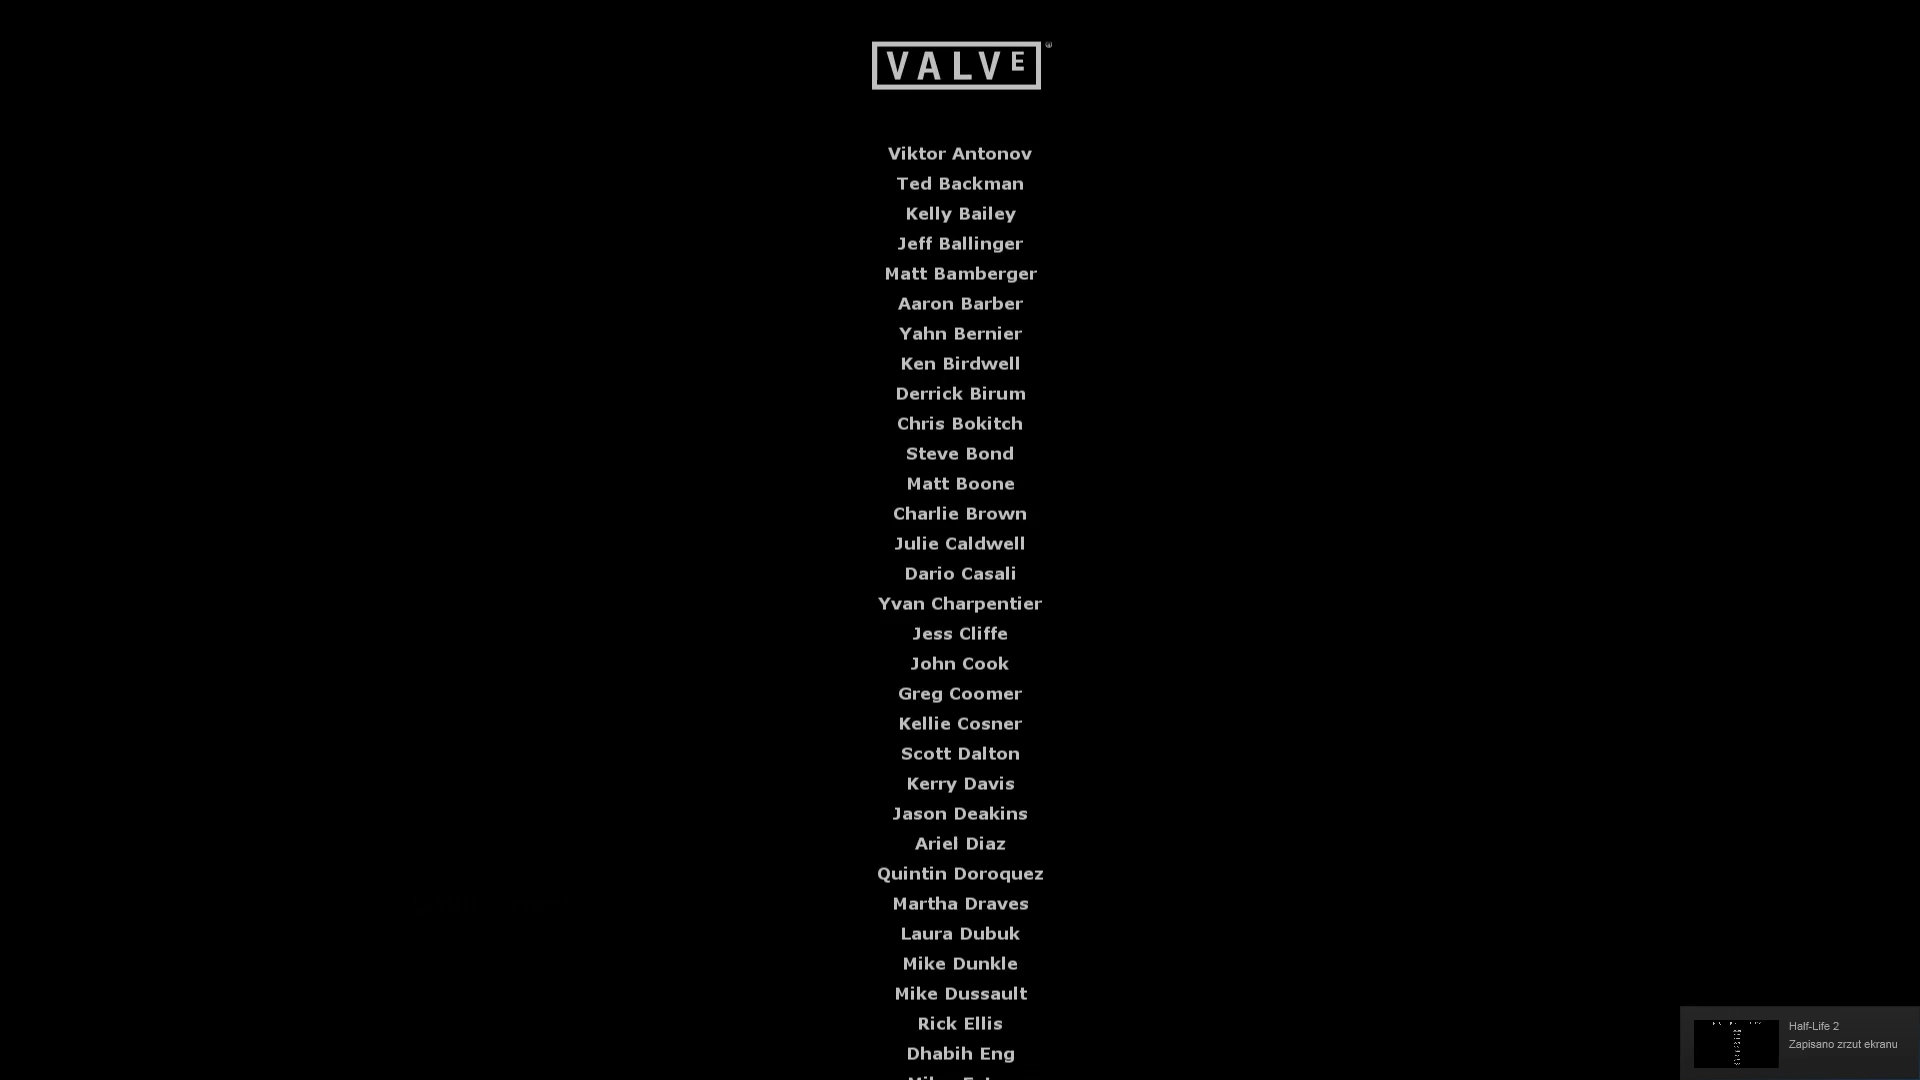 VALVE
Viktor Antonov
Ted Backman
Kelly Bailey
Jeff Ballinger
Matt Bamberger
Aaron Barber
Yahn Bernier
Ken Birdwell
Derrick Birum
Chris Bokitch
Steve Bond
Matt Boone
Charlie Brown
Julie Caldwell
Dario Casali
Yvan Charpentier
Jess Cliffe
John Cook
Greg Coomer
Kellie Cosner
Scott Dalton
Kerry Davis
Jason Deakins
Ariel Diaz
Quintin Doroquez
Martha Draves
Laura Dubuk
Mike Dunkle
Mike Dussault
Rick Ellis
Dhabih Eng
Half-Life 2
Zapisano zrzut ekranu